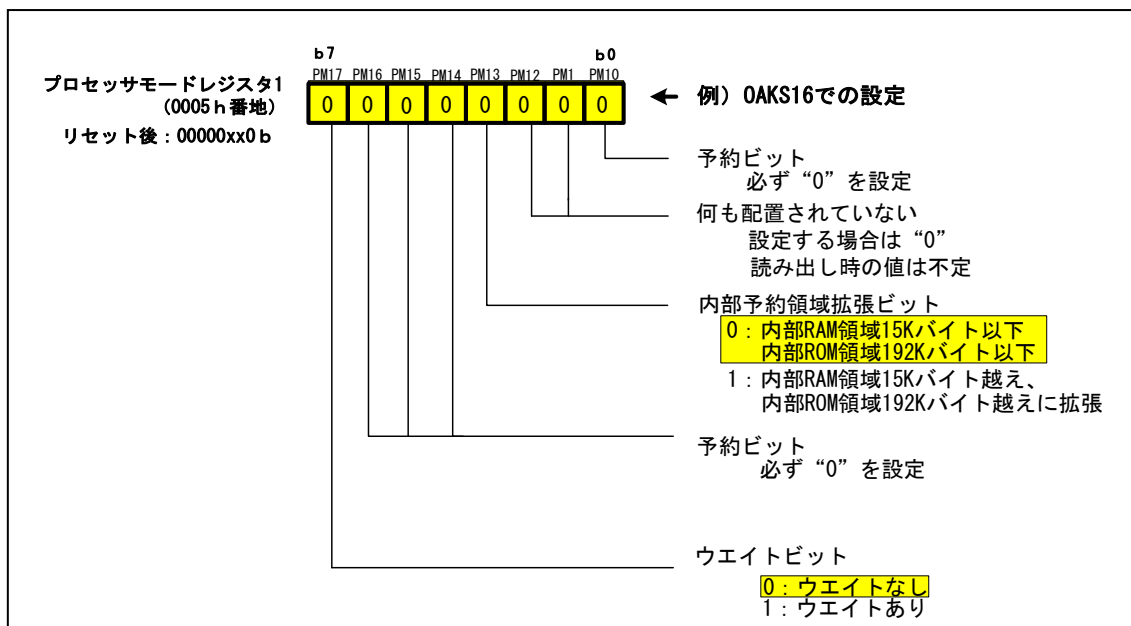 b7 b0
PM17 PM16 PM15 PM14 PM13 PM12 PM1 PM10
プロセッサモードレジスタ1
(0005h番地)
リセット後：00000xx0b
0 0 0 0 0 0 0 0
← 例）OAKS16での設定
予約ビット
必ず“0”を設定
何も配置されていない
設定する場合は“0”
読み出し時の値は不定
内部予約領域拡張ビット
0：内部RAM領域15Kバイト以下
内部ROM領域192Kバイト以下
1：内部RAM領域15Kバイト越え、
内部ROM領域192Kバイト越えに拡張
予約ビット
必ず“0”を設定
ウエイトビット
0：ウエイトなし
1：ウエイトあり